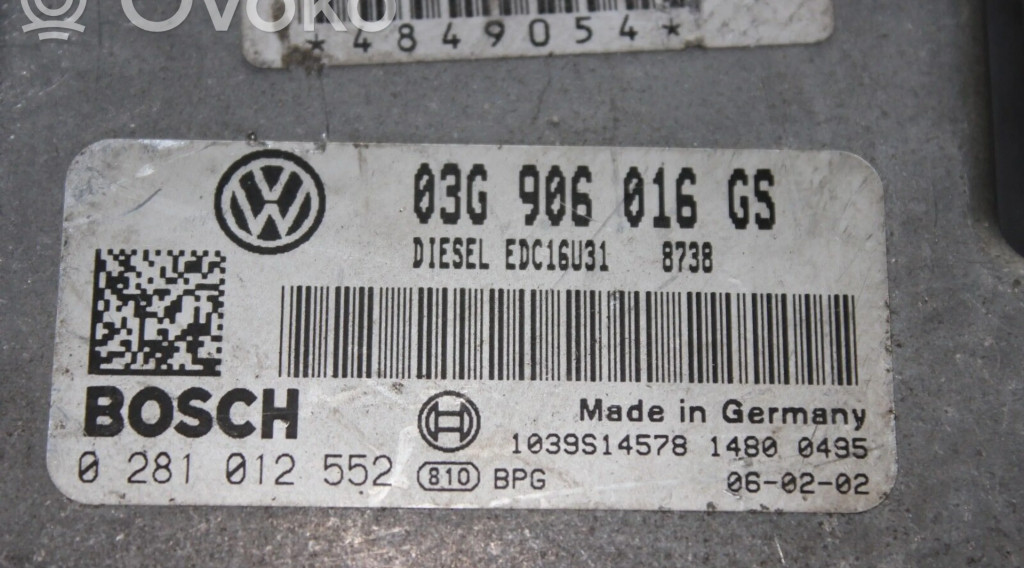 Ovoko
*4849054*
03G 906 016 GS
DIESEL EDC16U31 8738
BOSCH
Made in Germany
1039S14578 1480 0495
0 281 012 552 810 BPG 06-02-02